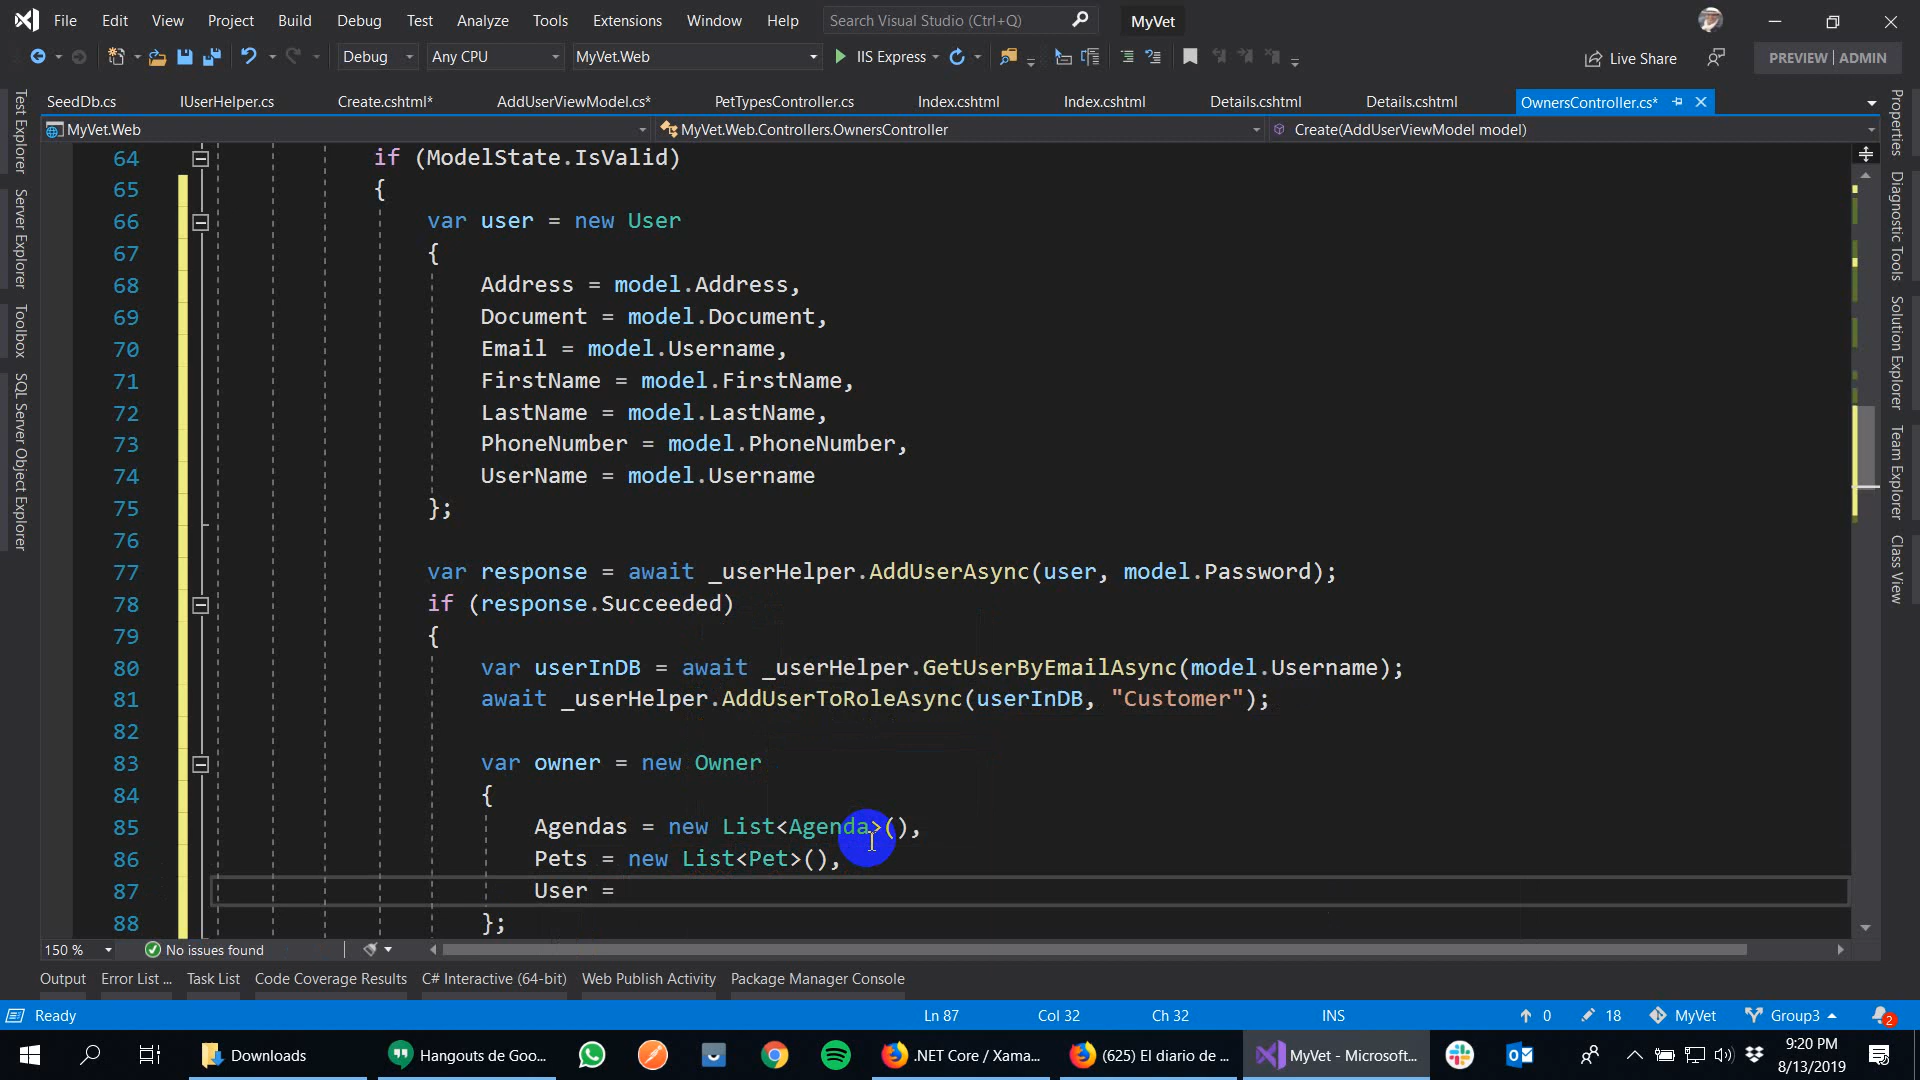 File Edit View Project Build Debug Test Analyze Tools Extensions Window Help Search Visual Studio (Ctrl+Q) MyVet
Debug Any CPU MyVet.Web IIS Express Live Share PREVIEW | ADMIN
SeedDb.cs IUserHelper.cs Create.cshtml* AddUserViewModel.cs* PetTypesController.cs Index.cshtml Index.cshtml Details.cshtml Details.cshtml OwnersController.cs*
MyVet.Web MyVet.Web.Controllers.OwnersController Create(AddUserViewModel model)
Test Explorer
Server Explorer
Toolbox
SQL Server Object Explorer
64 if (ModelState.IsValid)
65 {
66 var user = new User
67 {
68 Address = model.Address,
69 Document = model.Document,
70 Email = model.Username,
71 FirstName = model.FirstName,
72 LastName = model.LastName,
73 PhoneNumber = model.PhoneNumber,
74 UserName = model.Username
75 };
76
77 var response = await _userHelper.AddUserAsync(user, model.Password);
78 if (response.Succeeded)
79 {
80 var userInDB = await _userHelper.GetUserByEmailAsync(model.Username);
81 await _userHelper.AddUserToRoleAsync(userInDB, "Customer");
82
83 var owner = new Owner
84 {
85 Agendas = new List<Agenda>(),
86 Pets = new List<Pet>(),
87 User =
88 };
Properties
Diagnostic Tools
Solution Explorer
Team Explorer
Class View
150 % No issues found
Output Error List ... Task List Code Coverage Results C# Interactive (64-bit) Web Publish Activity Package Manager Console
Ready Ln 87 Col 32 Ch 32 INS 0 18 MyVet Group3 2
Downloads Hangouts de Goo... .NET Core / Xama... (625) El diario de ... MyVet - Microsoft... 9:20 PM
8/13/2019